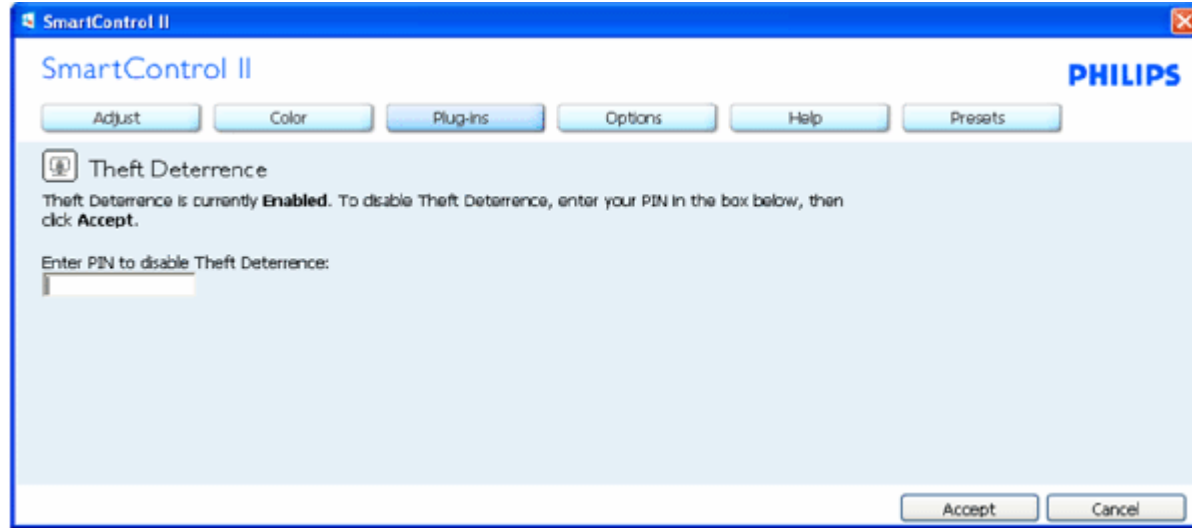 SmartControl II
SmartControl II
PHILIPS
Adjust Color Plug-ins Options Help Presets
Theft Deterrence
Theft Deterrence is currently Enabled. To disable Theft Deterrence, enter your PIN in the box below, then
click Accept.
Enter PIN to disable Theft Deterrence:
Accept Cancel